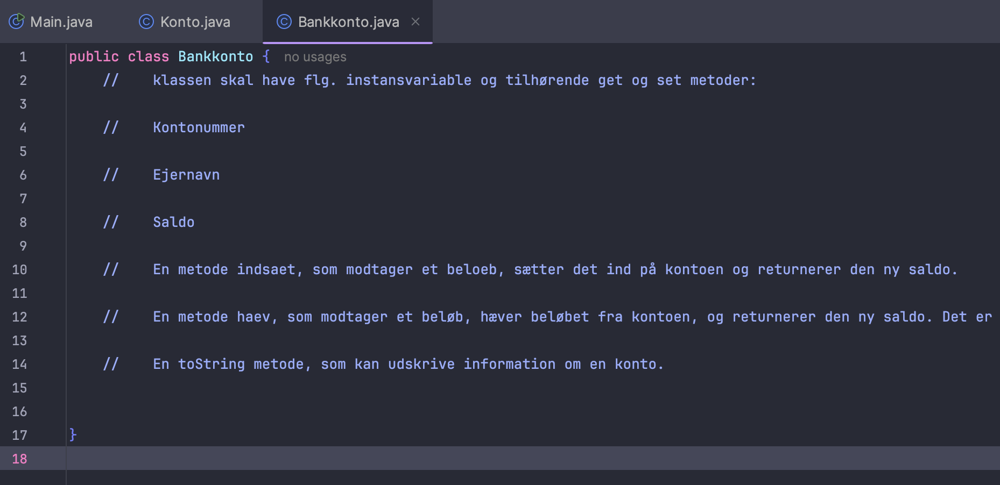 Main.java Konto.java Bankkonto.java
1 public class Bankkonto { no usages
2 // klassen skal have flg. instansvariable og tilhørende get og set metoder:
3
4 // Kontonummer
5
6 // Ejernavn
7
8 // Saldo
9
10 // En metode indsaet, som modtager et beloeb, sætter det ind på kontoen og returnerer den ny saldo.
11
12 // En metode haev, som modtager et beløb, hæver beløbet fra kontoen, og returnerer den ny saldo. Det er
13
14 // En toString metode, som kan udskrive information om en konto.
15
16
17 }
18